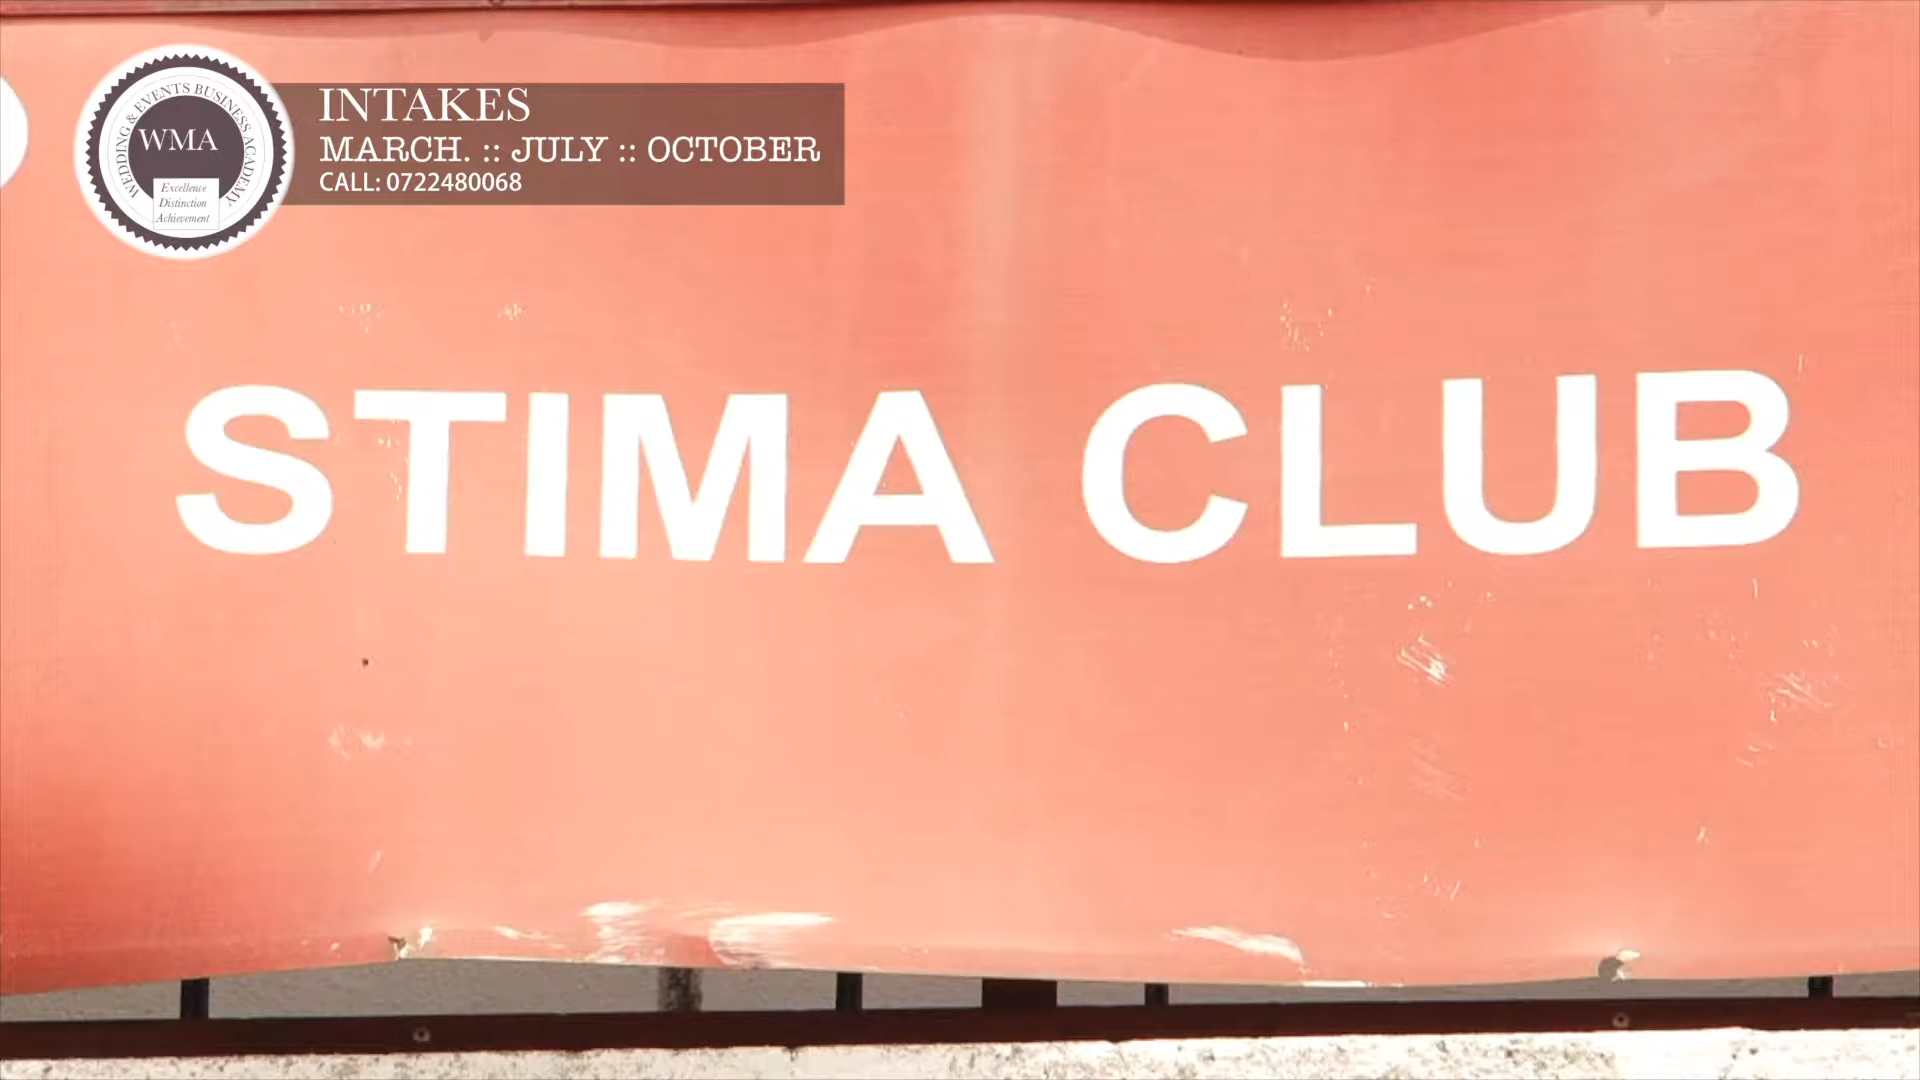 WEDDING & EVENTS BUSINESS ACADEMY
WMA
Excellence
Distinction
Achievement
INTAKES
MARCH. :: JULY :: OCTOBER
CALL: 0722480068
STIMA CLUB